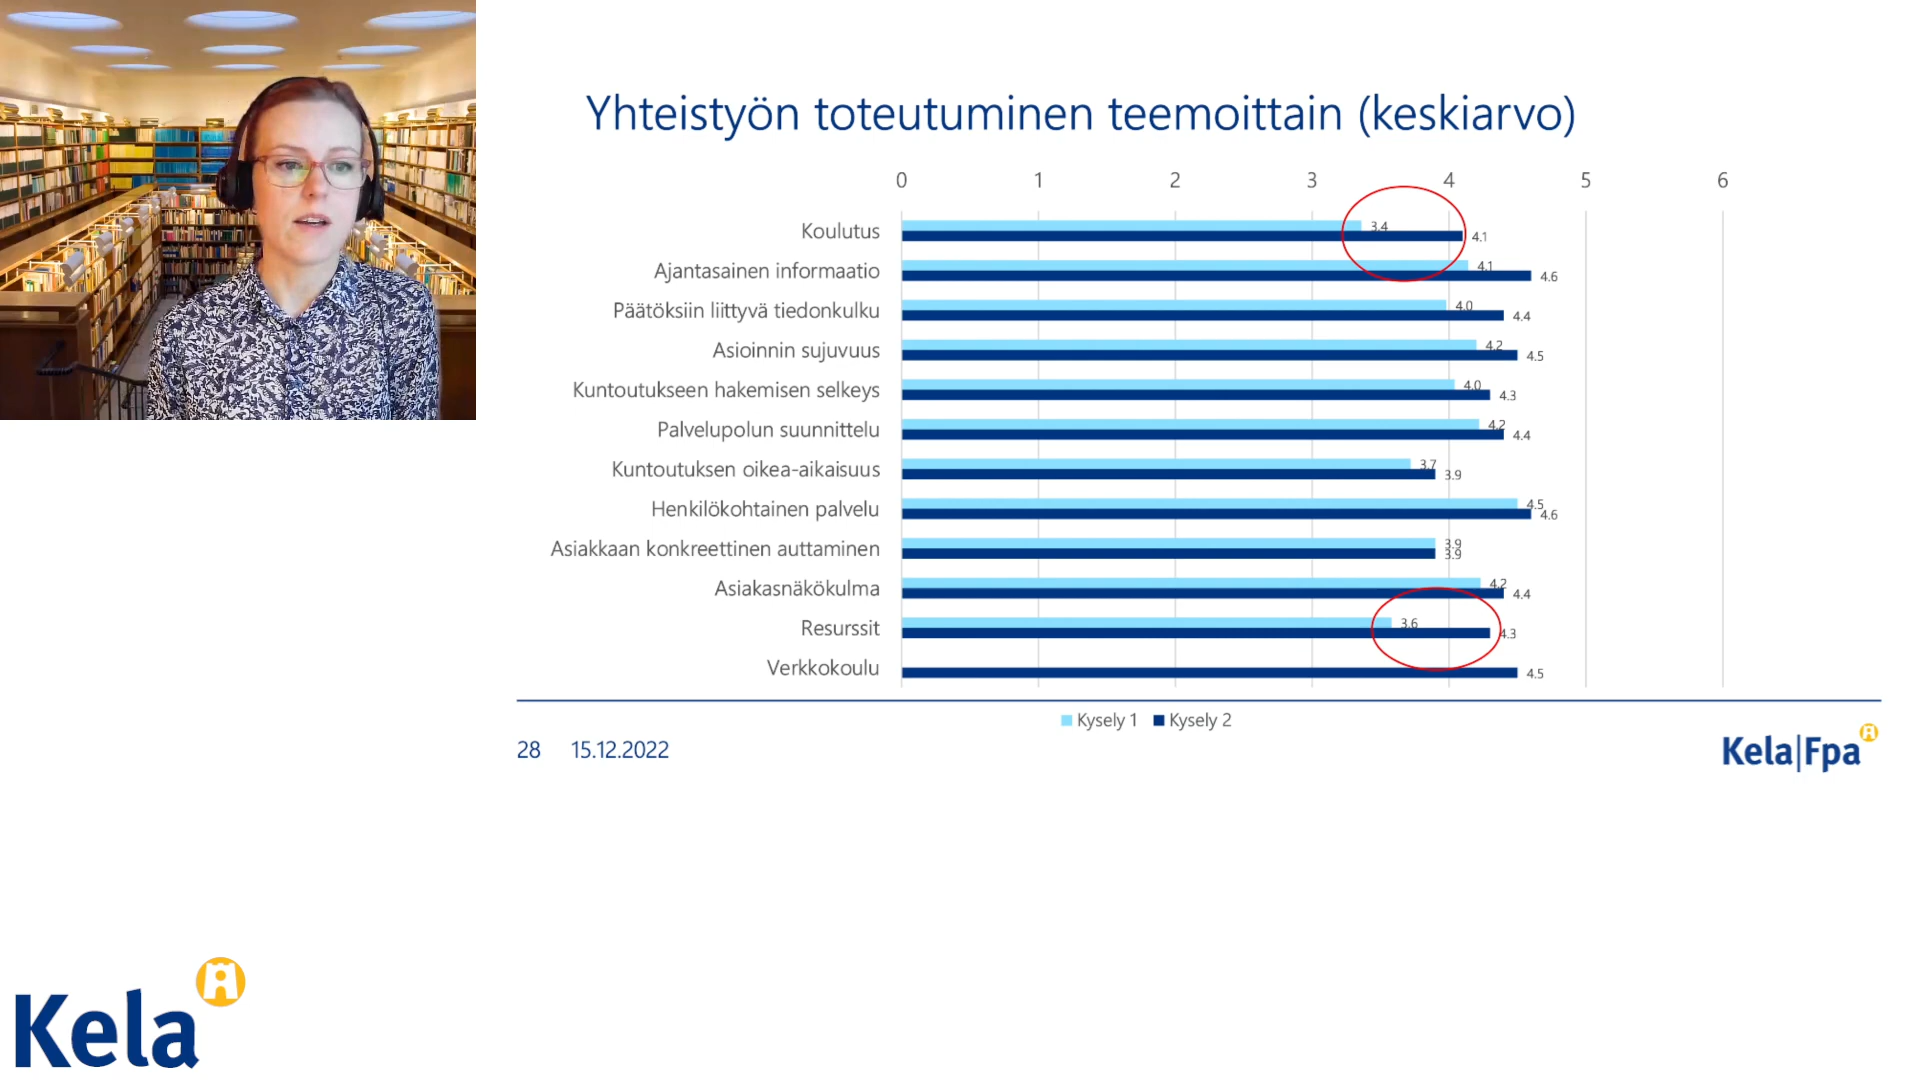 Yhteistyön toteutuminen teemoittain (keskiarvo)
0 1 2 3 4 5 6
Koulutus 3.4 4.1
Ajantasainen informaatio 4.1 4.6
Päätöksiin liittyvä tiedonkulku 4.0 4.4
Asioinnin sujuvuus 4.2 4.5
Kuntoutukseen hakemisen selkeys 4.0 4.3
Palvelupolun suunnittelu 4.2 4.4
Kuntoutuksen oikea-aikaisuus 3.7 3.9
Henkilökohtainen palvelu 4.5 4.6
Asiakkaan konkreettinen auttaminen 3.9 3.9
Asiakasnäkökulma 4.2 4.4
Resurssit 3.6 4.3
Verkkokoulu 4.5
Kysely 1 Kysely 2
28 15.12.2022
Kela|Fpa
Kela